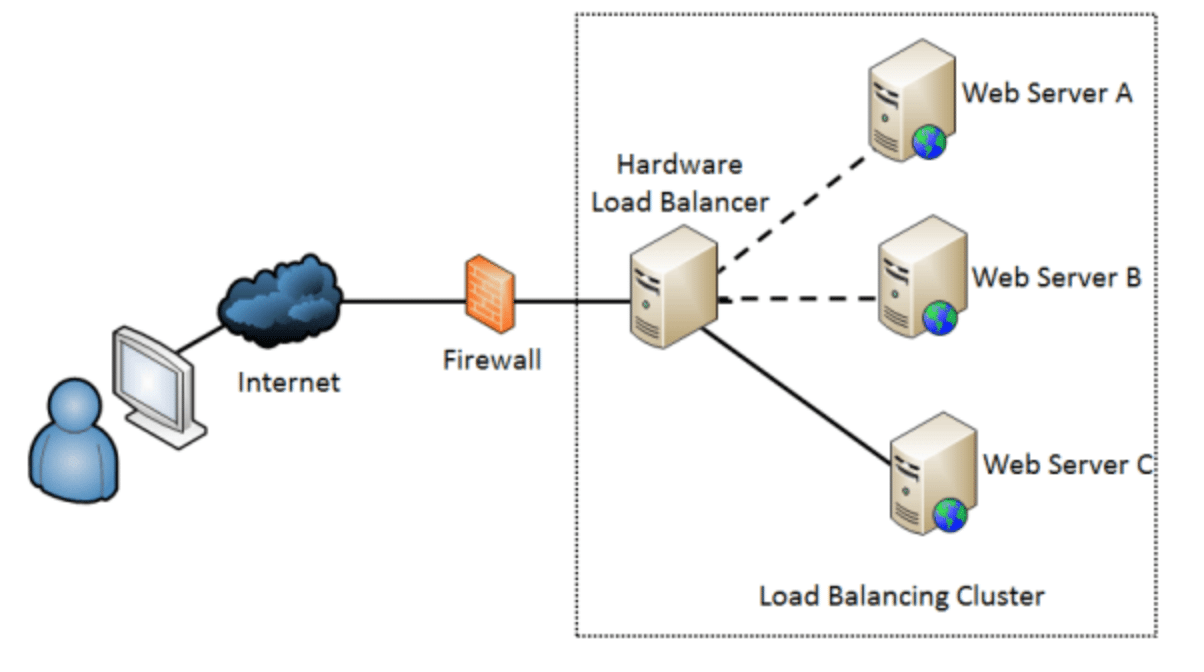 Hardware
Load Balancer
Web Server A
Web Server B
Internet
Firewall
Web Server C
Load Balancing Cluster